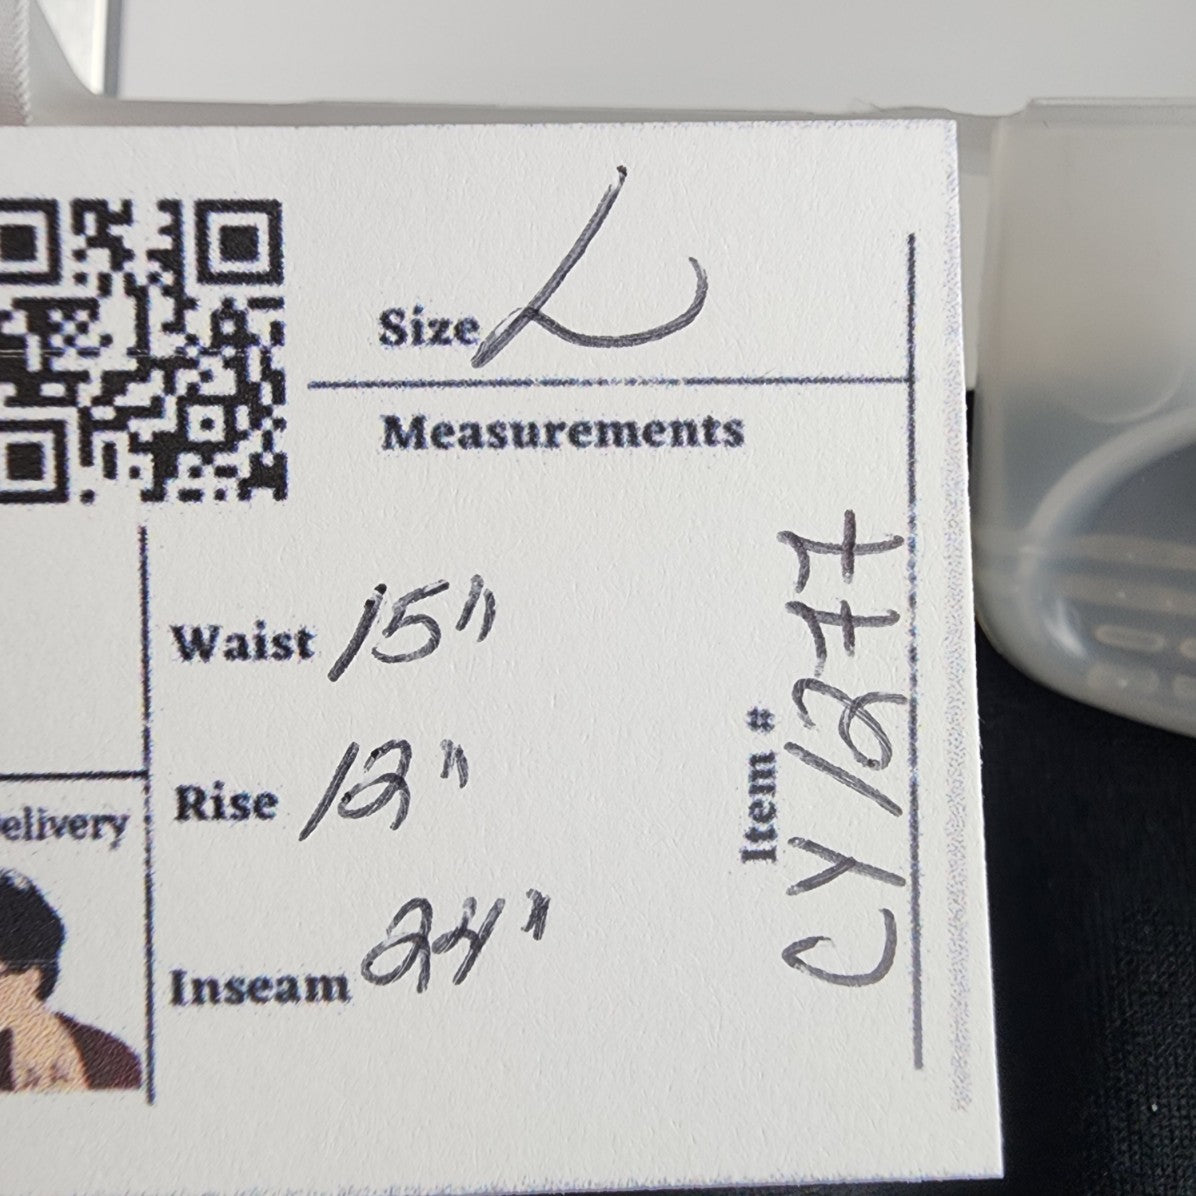 Size L
Measurements
Waist 15"
Rise 12"
Inseam 24"
Item #
CY1277
elivery